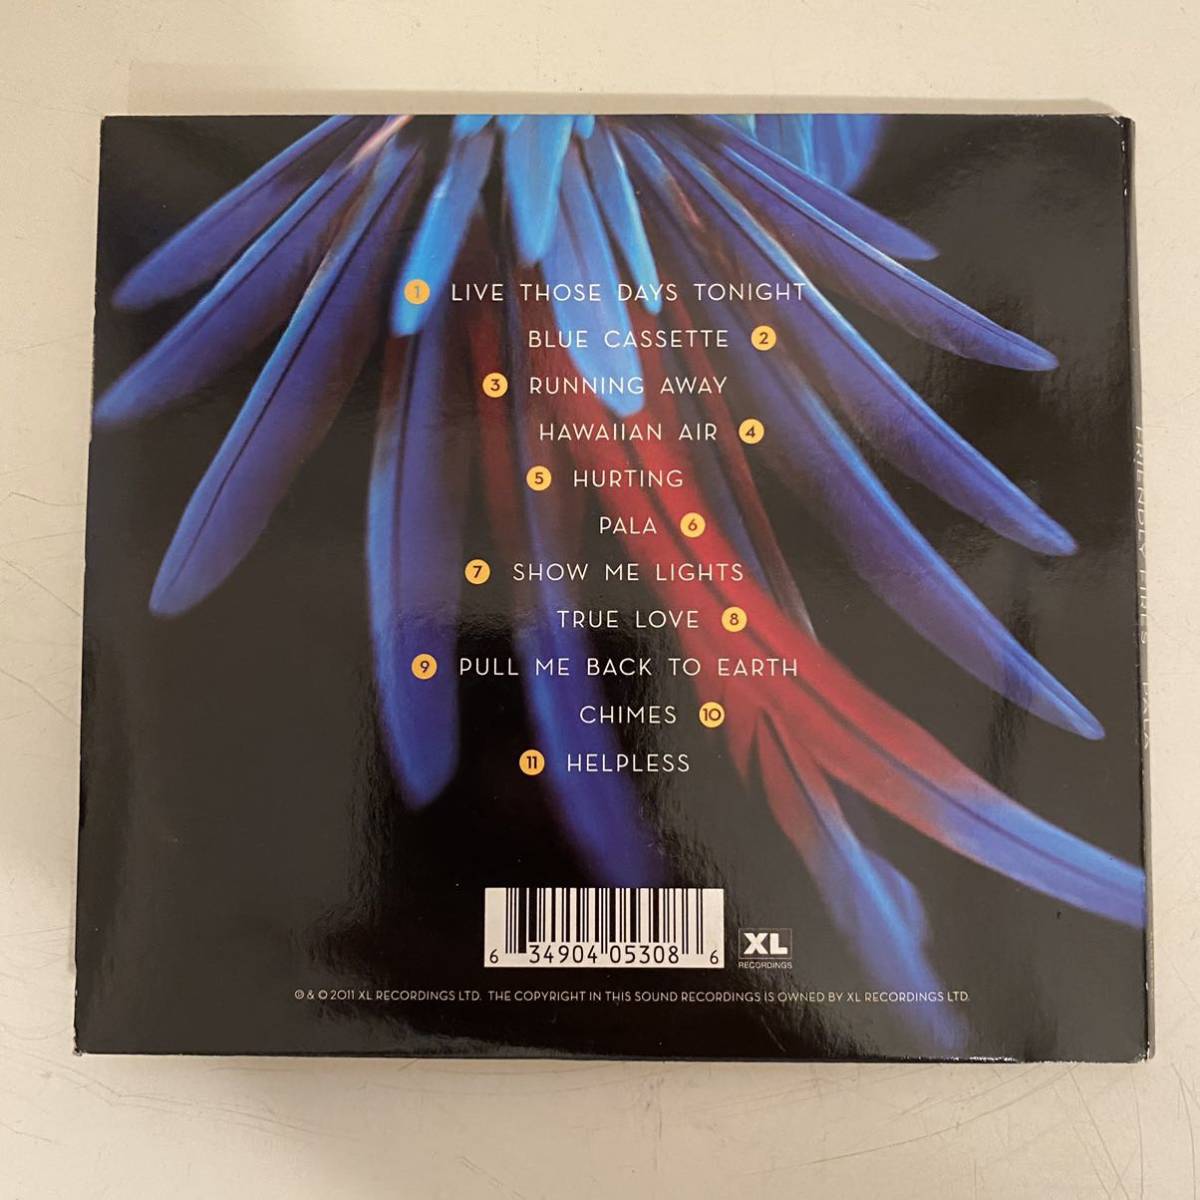 1 LIVE THOSE DAYS TONIGHT
BLUE CASSETTE 2
3 RUNNING AWAY
HAWAIIAN AIR 4
5 HURTING
PALA 6
7 SHOW ME LIGHTS
TRUE LOVE 8
9 PULL ME BACK TO EARTH
CHIMES 10
11 HELPLESS
6 34904 05308 6
XL
RECORDINGS
℗ & © 2011 XL RECORDINGS LTD. THE COPYRIGHT IN THIS SOUND RECORDINGS IS OWNED BY XL RECORDINGS LTD.
FRIENDLY FIRES PALA